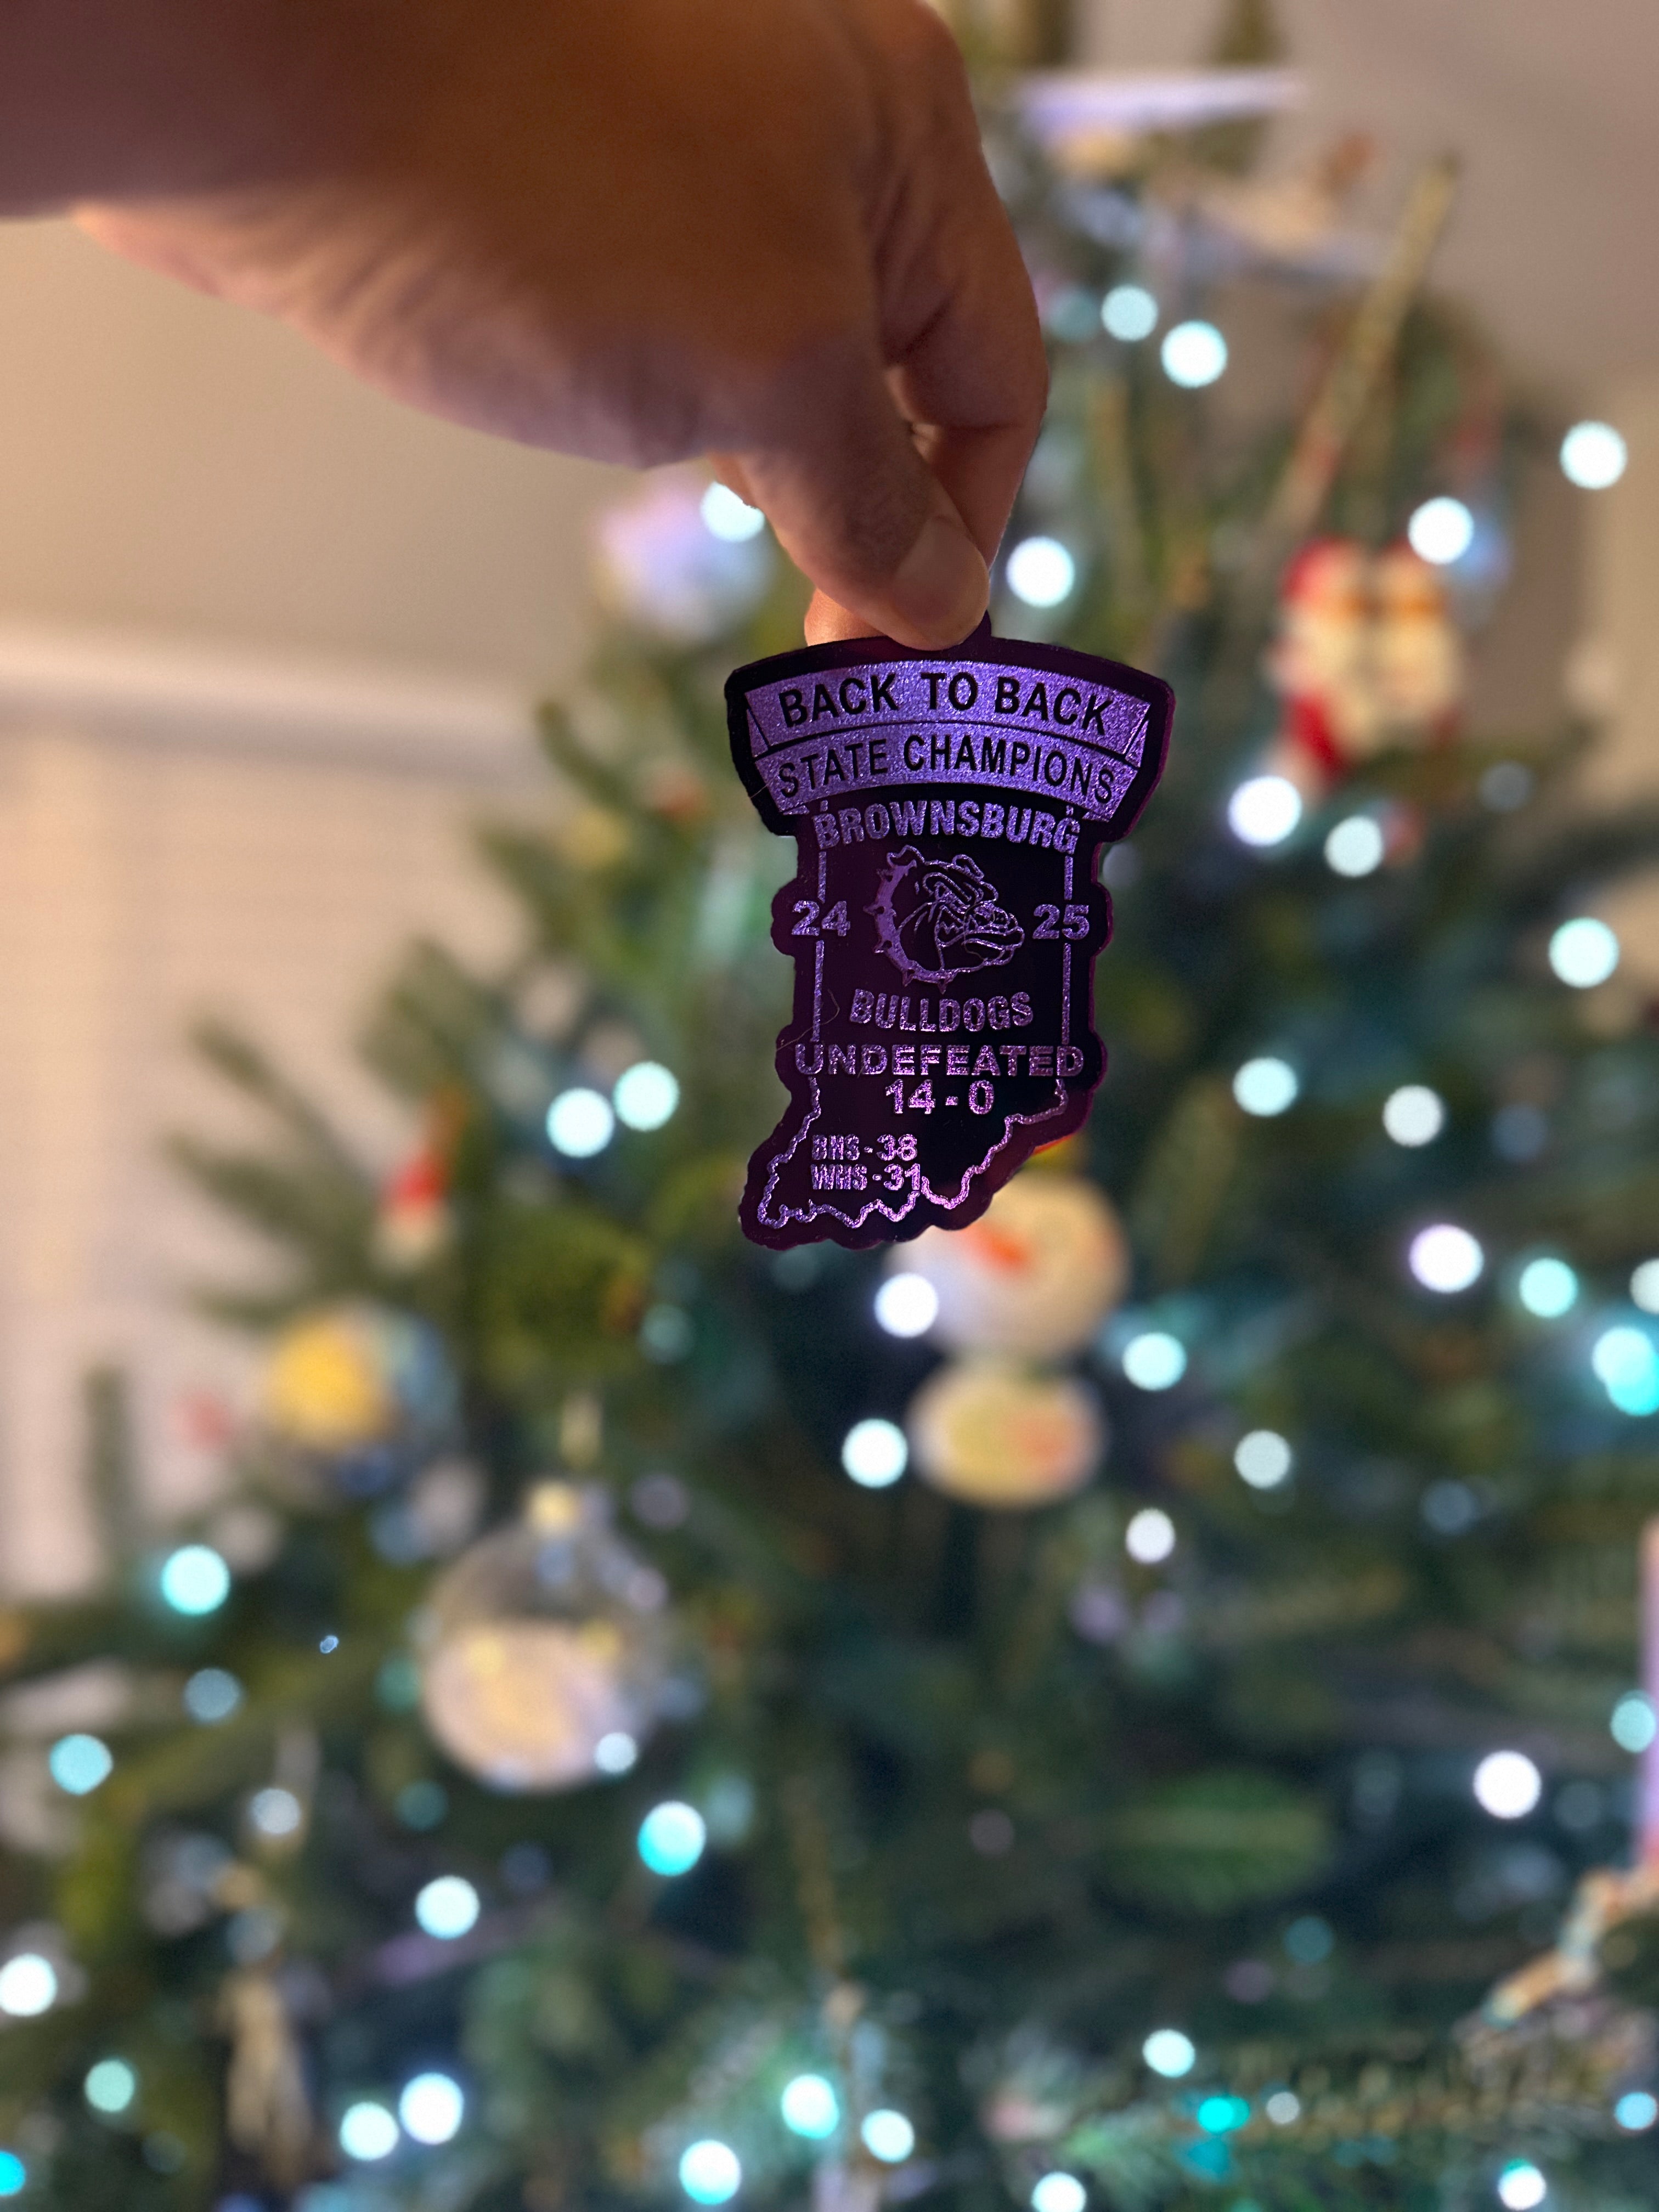 BACK TO BACK
STATE CHAMPIONS
BROWNSBURG
24 25
BULLDOGS
UNDEFEATED
14-0
BHS-38
WHS-31